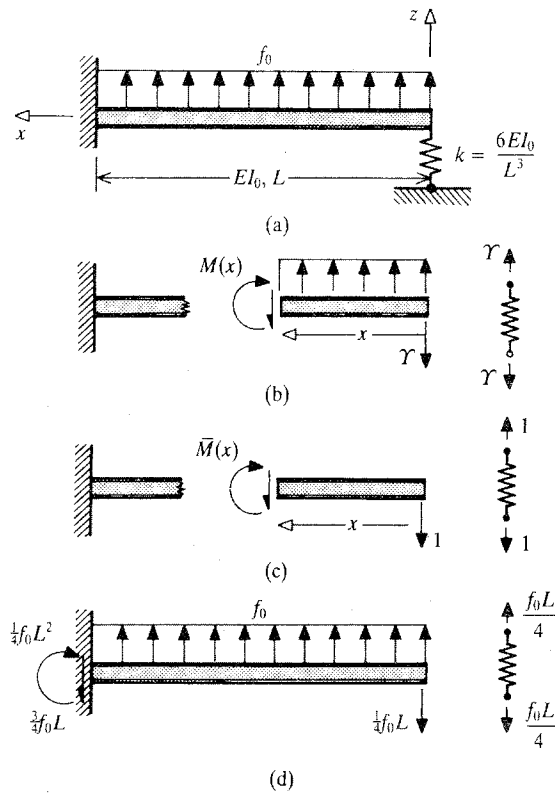 z
f₀
x
k = 6EI₀/L³
EI₀, L
(a)
M(x)
x
ϒ
ϒ
ϒ
(b)
M̄(x)
x
1
1
1
(c)
f₀
¼f₀L²
¾f₀L
¼f₀L
f₀L/4
f₀L/4
(d)